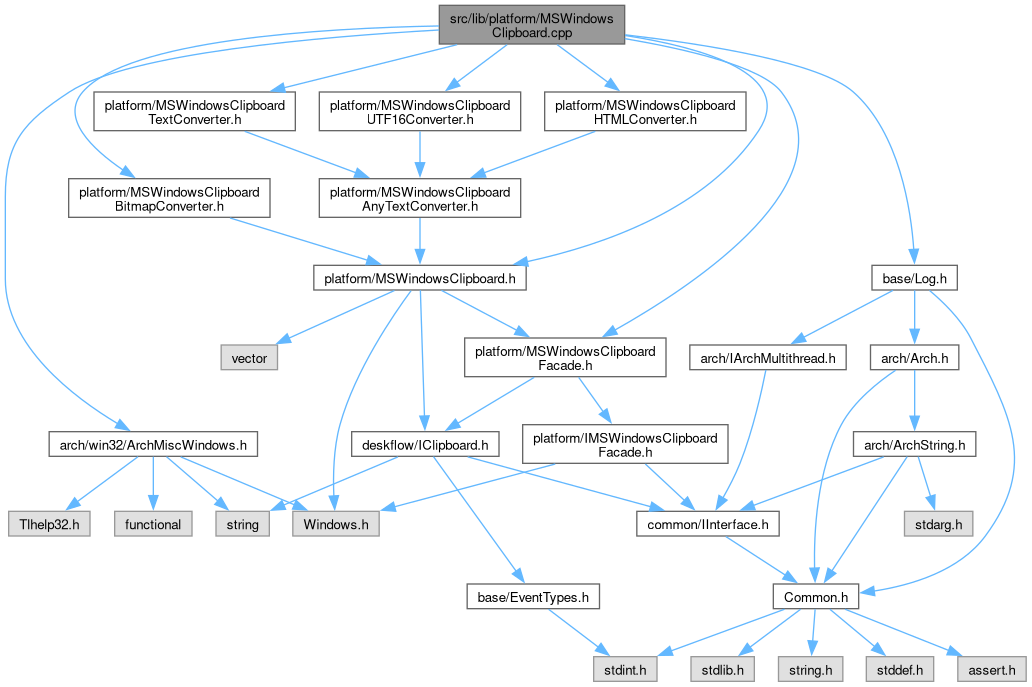 src/lib/platform/MSWindows
Clipboard.cpp
platform/MSWindowsClipboard
TextConverter.h
platform/MSWindowsClipboard
UTF16Converter.h
platform/MSWindowsClipboard
HTMLConverter.h
platform/MSWindowsClipboard
BitmapConverter.h
platform/MSWindowsClipboard
AnyTextConverter.h
platform/MSWindowsClipboard.h
base/Log.h
vector
platform/MSWindowsClipboard
Facade.h
arch/IArchMultithread.h
arch/Arch.h
arch/win32/ArchMiscWindows.h
deskflow/IClipboard.h
platform/IMSWindowsClipboard
Facade.h
arch/ArchString.h
Tlhelp32.h
functional
string
Windows.h
common/IInterface.h
stdarg.h
base/EventTypes.h
Common.h
stdint.h
stdlib.h
string.h
stddef.h
assert.h